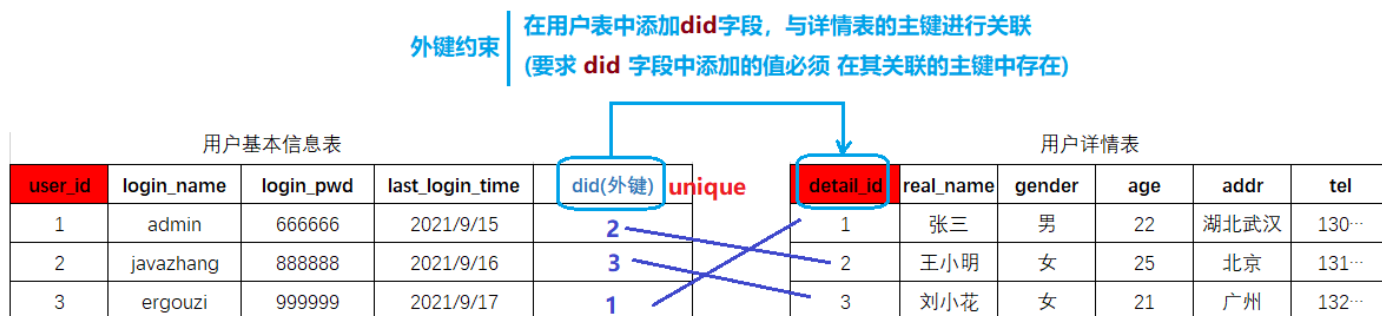 外键约束
在用户表中添加did字段，与详情表的主键进行关联
(要求 did 字段中添加的值必须 在其关联的主键中存在)
用户基本信息表
user_id login_name login_pwd last_login_time did(外键) unique
1 admin 666666 2021/9/15 2
2 javazhang 888888 2021/9/16 3
3 ergouzi 999999 2021/9/17 1
用户详情表
detail_id real_name gender age addr tel
1 张三 男 22 湖北武汉 130…
2 王小明 女 25 北京 131…
3 刘小花 女 21 广州 132…